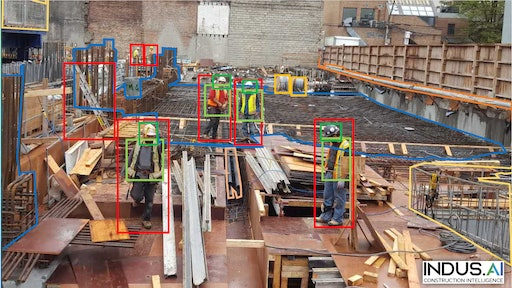 INDUS.AI
CONSTRUCTION INTELLIGENCE